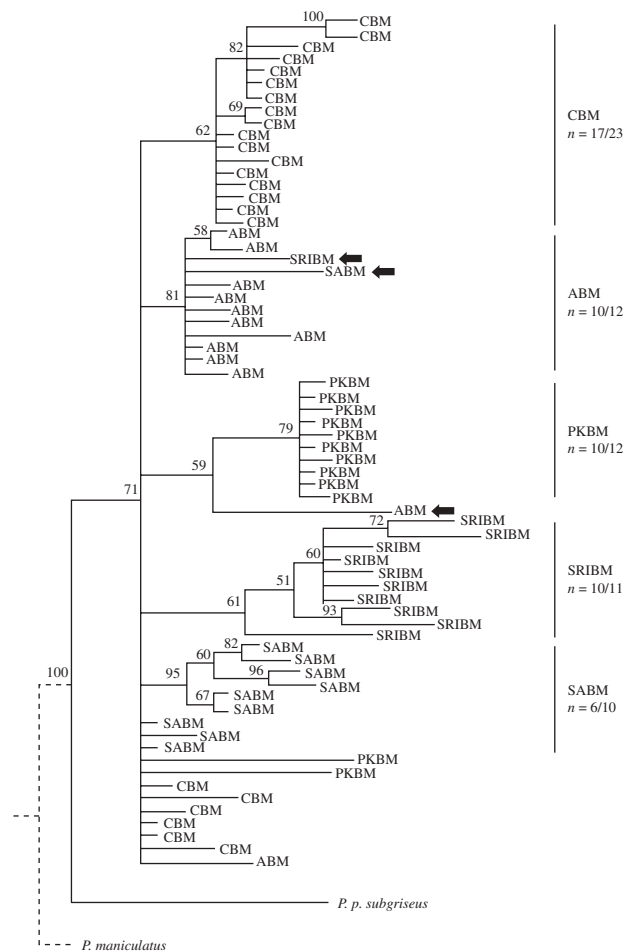 100
CBM
CBM
82
CBM
CBM
CBM
CBM
CBM
69
CBM
CBM
62
CBM
CBM
CBM
CBM
CBM
CBM
CBM
CBM
CBM
n = 17/23
58
ABM
ABM
SRIBM
SABM
81
ABM
ABM
ABM
ABM
ABM
ABM
ABM
ABM
ABM
n = 10/12
PKBM
PKBM
PKBM
PKBM
79
PKBM
PKBM
PKBM
PKBM
PKBM
PKBM
PKBM
n = 10/12
59
ABM
71
72
SRIBM
SRIBM
60
SRIBM
SRIBM
SRIBM
SRIBM
SRIBM
51
93
SRIBM
SRIBM
61
SRIBM
SRIBM
n = 10/11
82
SABM
SABM
60
96
SABM
SABM
95
67
SABM
SABM
SABM
SABM
SABM
SABM
n = 6/10
100
PKBM
PKBM
CBM
CBM
CBM
CBM
CBM
CBM
ABM
P. p. subgriseus
P. maniculatus